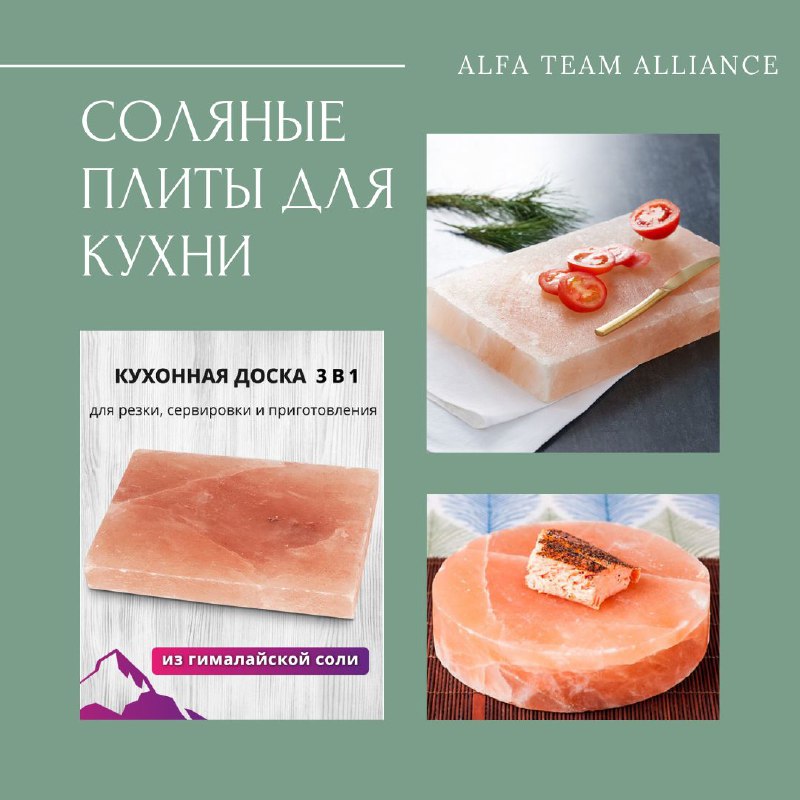 ALFA TEAM ALLIANCE
СОЛЯНЫЕ
ПЛИТЫ ДЛЯ
КУХНИ
КУХОННАЯ ДОСКА 3 В 1
для резки, сервировки и приготовления
из гималайской соли